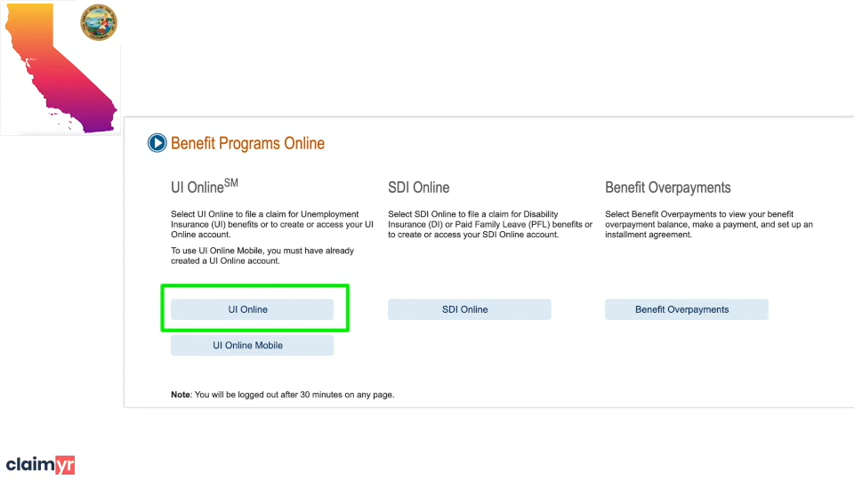 Benefit Programs Online
UI OnlineSM
Select UI Online to file a claim for Unemployment
Insurance (UI) benefits or to create or access your UI
Online account.
To use UI Online Mobile, you must have already
created a UI Online account.
UI Online
UI Online Mobile
SDI Online
Select SDI Online to file a claim for Disability
Insurance (DI) or Paid Family Leave (PFL) benefits or
to create or access your SDI Online account.
SDI Online
Benefit Overpayments
Select Benefit Overpayments to view your benefit
overpayment balance, make a payment, and set up an
installment agreement.
Benefit Overpayments
Note: You will be logged out after 30 minutes on any page.
claimyr